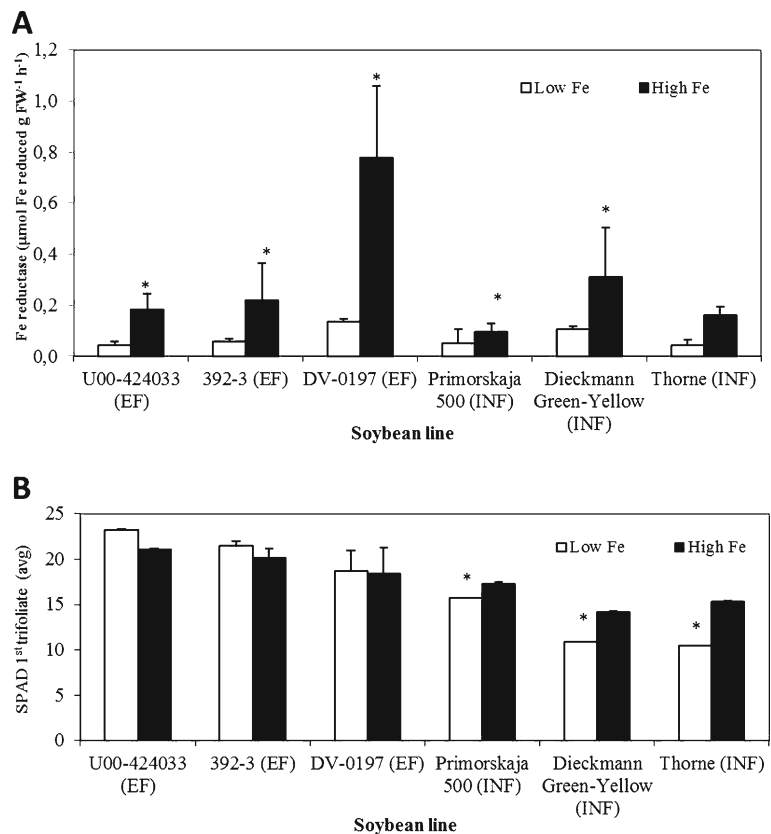 A
Fe reductase (µmol Fe reduced g FW⁻¹ h⁻¹)
1,2
1,0
0,8
0,6
0,4
0,2
0,0
Low Fe
High Fe
*
*
*
*
*
U00-424033
(EF)
392-3 (EF)
DV-0197 (EF)
Primorskaja
500 (INF)
Dieckmann
Green-Yellow
(INF)
Thorne (INF)
Soybean line
B
SPAD 1ˢᵗ trifoliate (avg)
25
20
15
10
5
0
Low Fe
High Fe
*
*
*
U00-424033
(EF)
392-3 (EF)
DV-0197 (EF)
Primorskaja
500 (INF)
Dieckmann
Green-Yellow
(INF)
Thorne (INF)
Soybean line